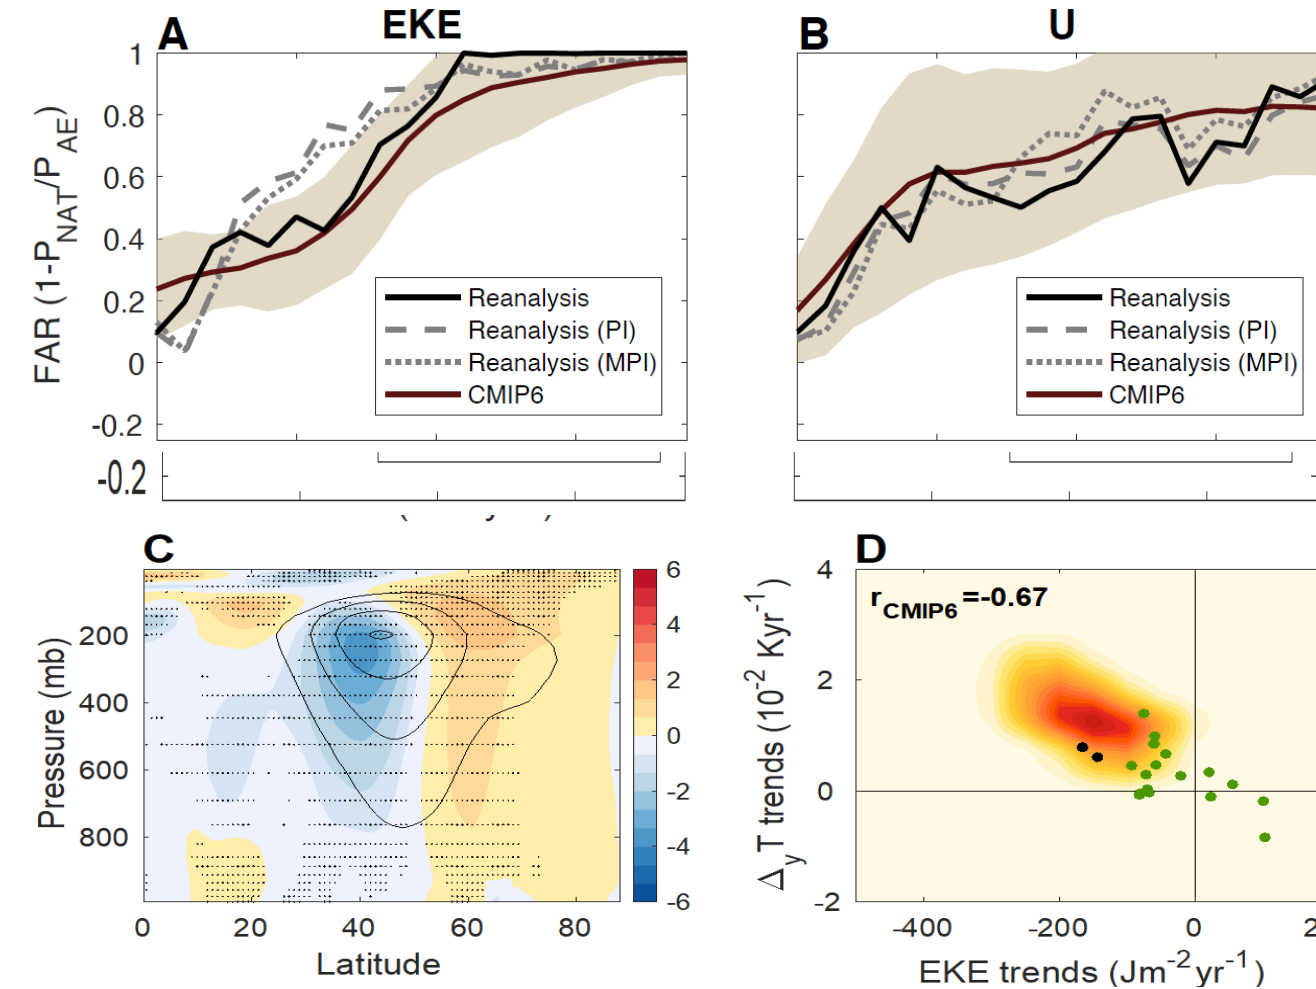 A EKE
B U
FAR (1-P_NAT/P_AE)
1
0.8
0.6
0.4
0.2
0
-0.2
Reanalysis
Reanalysis (PI)
Reanalysis (MPI)
CMIP6
Reanalysis
Reanalysis (PI)
Reanalysis (MPI)
CMIP6
-0.2
C
Pressure (mb)
200
400
600
800
0 20 40 60 80
Latitude
6
4
2
0
-2
-4
-6
D
r_CMIP6=-0.67
Δ_yT trends (10^-2 Kyr^-1)
4
2
0
-2
-400 -200 0 2
EKE trends (Jm^-2yr^-1)